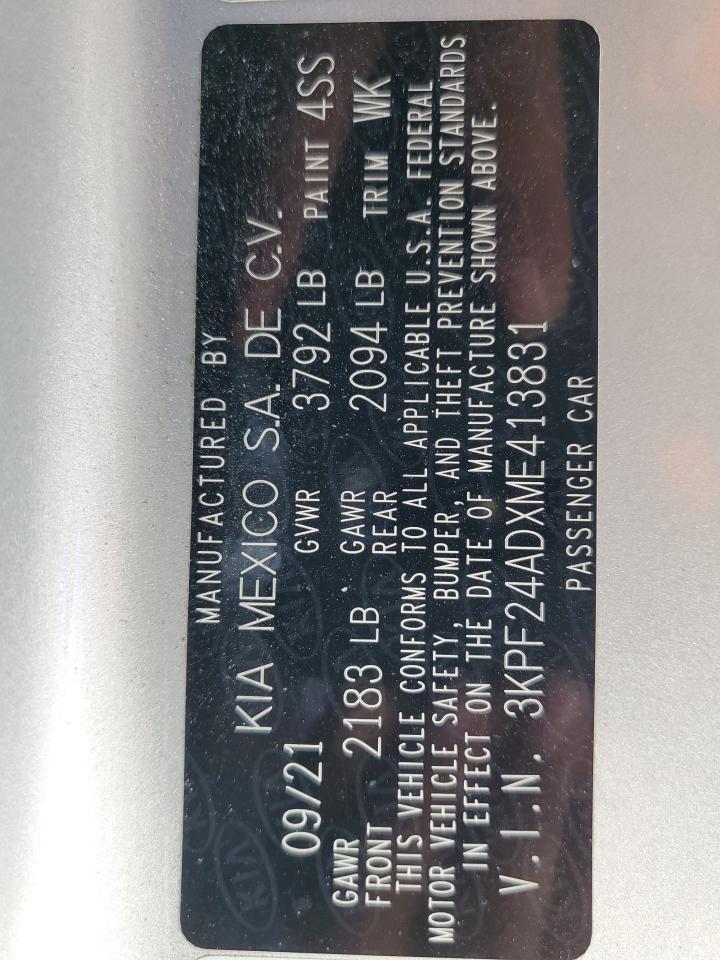 MANUFACTURED BY
KIA MEXICO S.A. DE C.V.
09/21 GVWR 3792 LB PAINT 4SS
GAWR FRONT 2183 LB GAWR REAR 2094 LB TRIM WK
THIS VEHICLE CONFORMS TO ALL APPLICABLE U.S.A. FEDERAL
MOTOR VEHICLE SAFETY, BUMPER, AND THEFT PREVENTION STANDARDS
IN EFFECT ON THE DATE OF MANUFACTURE SHOWN ABOVE.
V.I.N. 3KPF24ADXME413831
PASSENGER CAR